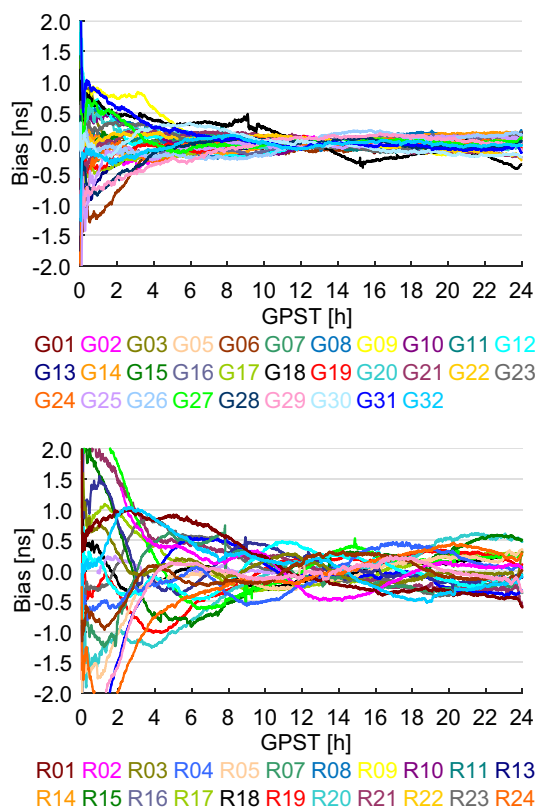 2.0
1.5
1.0
0.5
0.0
-0.5
-1.0
-1.5
-2.0
Bias [ns]
0 2 4 6 8 10 12 14 16 18 20 22 24
GPST [h]
G01 G02 G03 G05 G06 G07 G08 G09 G10 G11 G12
G13 G14 G15 G16 G17 G18 G19 G20 G21 G22 G23
G24 G25 G26 G27 G28 G29 G30 G31 G32
2.0
1.5
1.0
0.5
0.0
-0.5
-1.0
-1.5
-2.0
Bias [ns]
0 2 4 6 8 10 12 14 16 18 20 22 24
GPST [h]
R01 R02 R03 R04 R05 R07 R08 R09 R10 R11 R13
R14 R15 R16 R17 R18 R19 R20 R21 R22 R23 R24